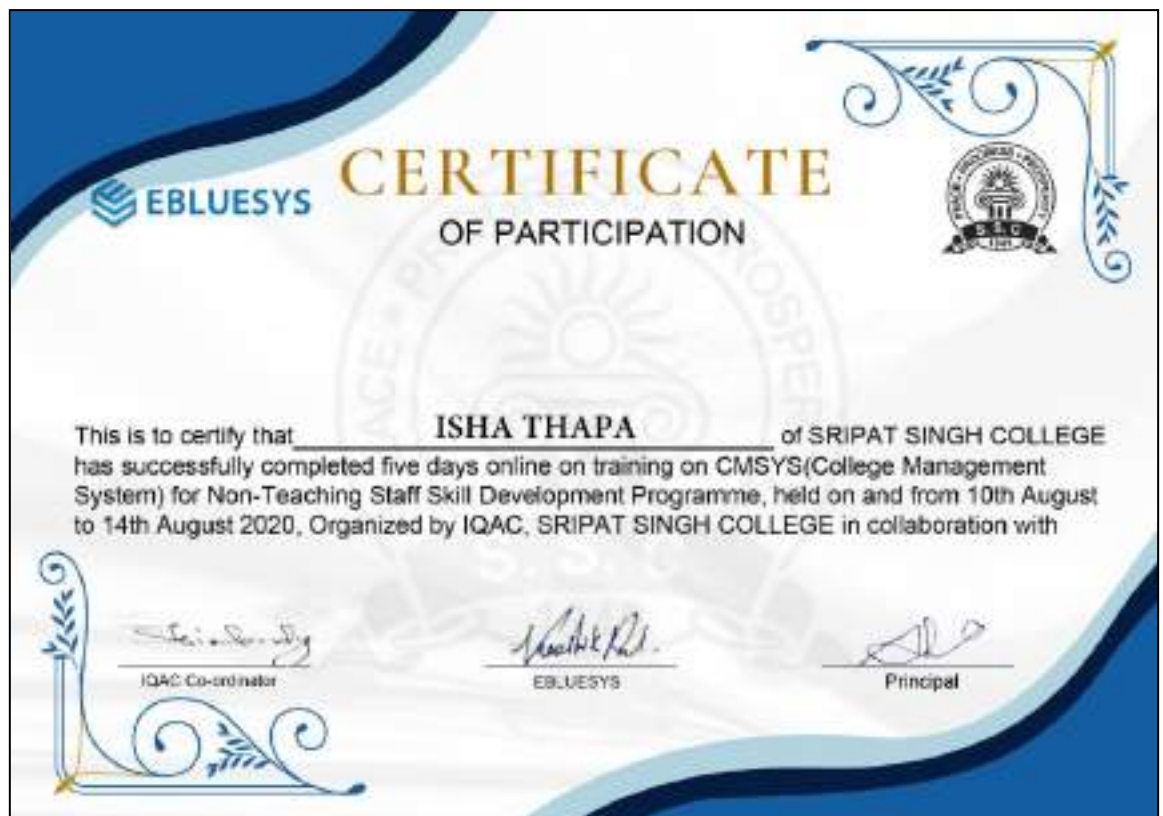 EBLUESYS
CERTIFICATE
OF PARTICIPATION
PEACE • PROGRESS • PROSPERITY
S. S. C
This is to certify that ISHA THAPA of SRIPAT SINGH COLLEGE
has successfully completed five days online on training on CMSYS(College Management
System) for Non-Teaching Staff Skill Development Programme, held on and from 10th August
to 14th August 2020, Organized by IQAC, SRIPAT SINGH COLLEGE in collaboration with
S. S. C
IQAC Co-ordinator
EBLUESYS
Principal